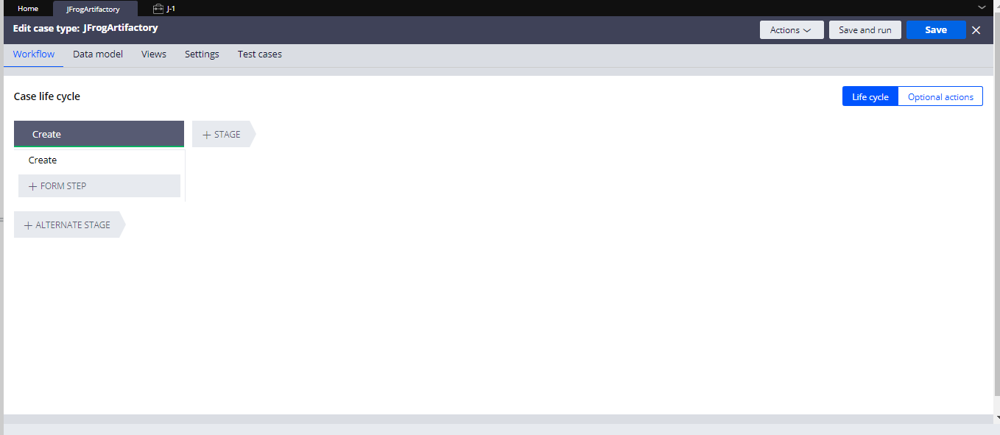 Home JFrogArtifactory J-1
Edit case type: JFrogArtifactory
Actions Save and run Save
Workflow Data model Views Settings Test cases
Case life cycle
Life cycle Optional actions
Create
+ STAGE
Create
+ FORM STEP
+ ALTERNATE STAGE